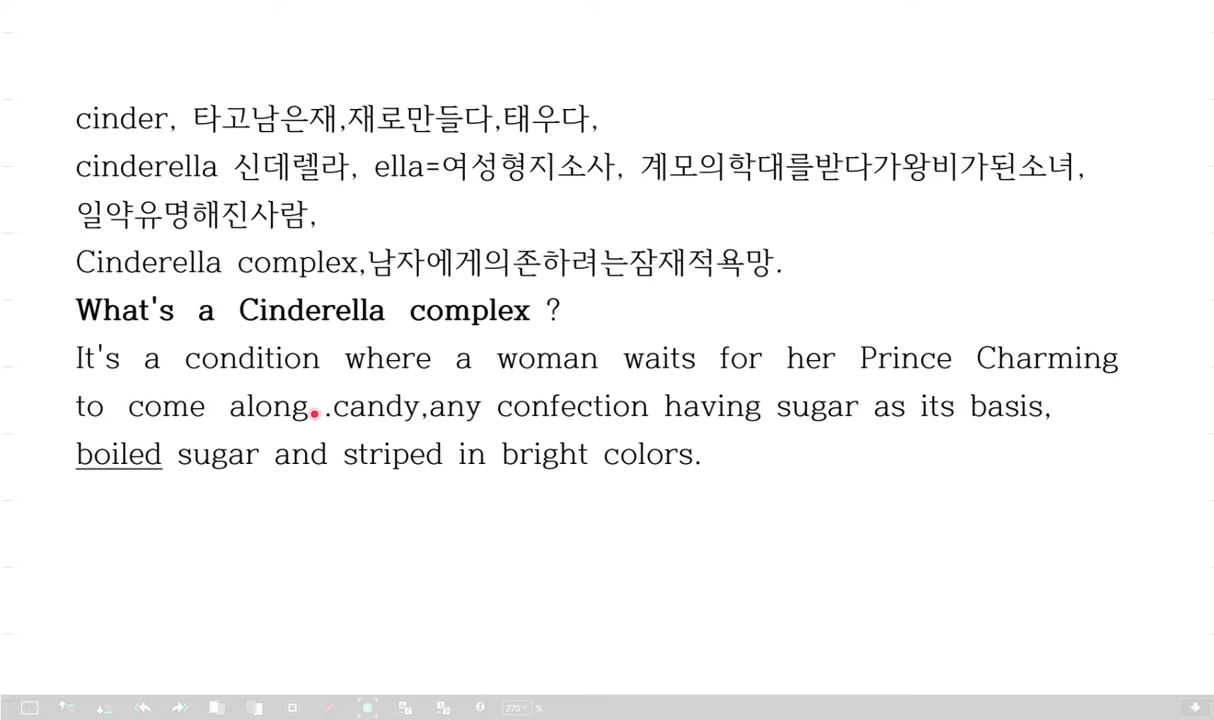 cinder, 타고남은재,재로만들다,태우다,
cinderella 신데렐라, ella=여성형지소사, 계모의학대를받다가왕비가된소녀,
일약유명해진사람,
Cinderella complex,남자에게의존하려는잠재적욕망.
What's a Cinderella complex ?
It's a condition where a woman waits for her Prince Charming
to come along..candy,any confection having sugar as its basis,
boiled sugar and striped in bright colors.
270 %